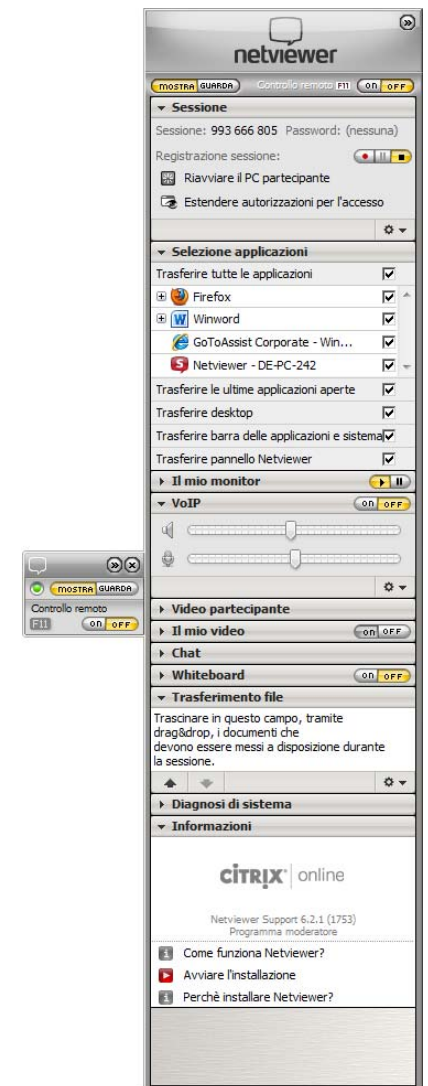 netviewer
MOSTRA GUARDA Controllo remoto F11 on OFF
Sessione
Sessione: 993 666 805 Password: (nessuna)
Registrazione sessione:
Riavviare il PC partecipante
Estendere autorizzazioni per l'accesso
Selezione applicazioni
Trasferire tutte le applicazioni
Firefox
Winword
GoToAssist Corporate - Win...
Netviewer - DE-PC-242
Trasferire le ultime applicazioni aperte
Trasferire desktop
Trasferire barra delle applicazioni e sistema
Trasferire pannello Netviewer
Il mio monitor
VoIP on OFF
MOSTRA GUARDA
Controllo remoto
F11 on OFF
Video partecipante
Il mio video on OFF
Chat
Whiteboard on OFF
Trasferimento file
Trascinare in questo campo, tramite
drag&drop, i documenti che
devono essere messi a disposizione durante
la sessione.
Diagnosi di sistema
Informazioni
CITRIX online
Netviewer Support 6.2.1 (1753)
Programma moderatore
Come funziona Netviewer?
Avviare l'installazione
Perchè installare Netviewer?